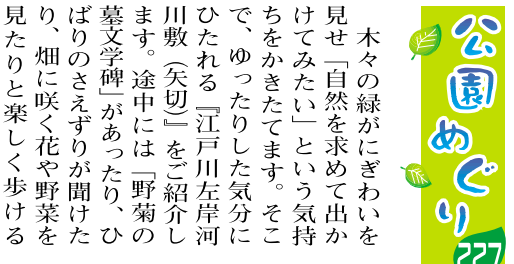 公園めぐり
227
木々の緑がにぎわいを
見せ「自然を求めて出か
けてみたい」という気持
ちをかきたてます。そこ
で、ゆったりした気分に
ひたれる『江戸川左岸河
川敷（矢切）』をご紹介し
ます。途中には「野菊の
墓文学碑」があったり、ひ
ばりのさえずりが聞けた
り、畑に咲く花や野菜を
見たりと楽しく歩ける